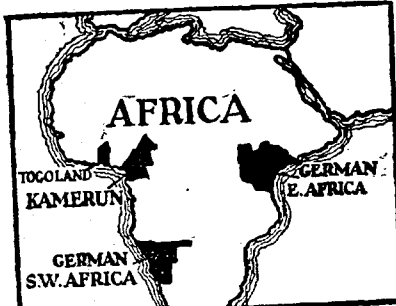 AFRICA
TOGOLAND
KAMERUN
GERMAN
E. AFRICA
GERMAN
S.W. AFRICA